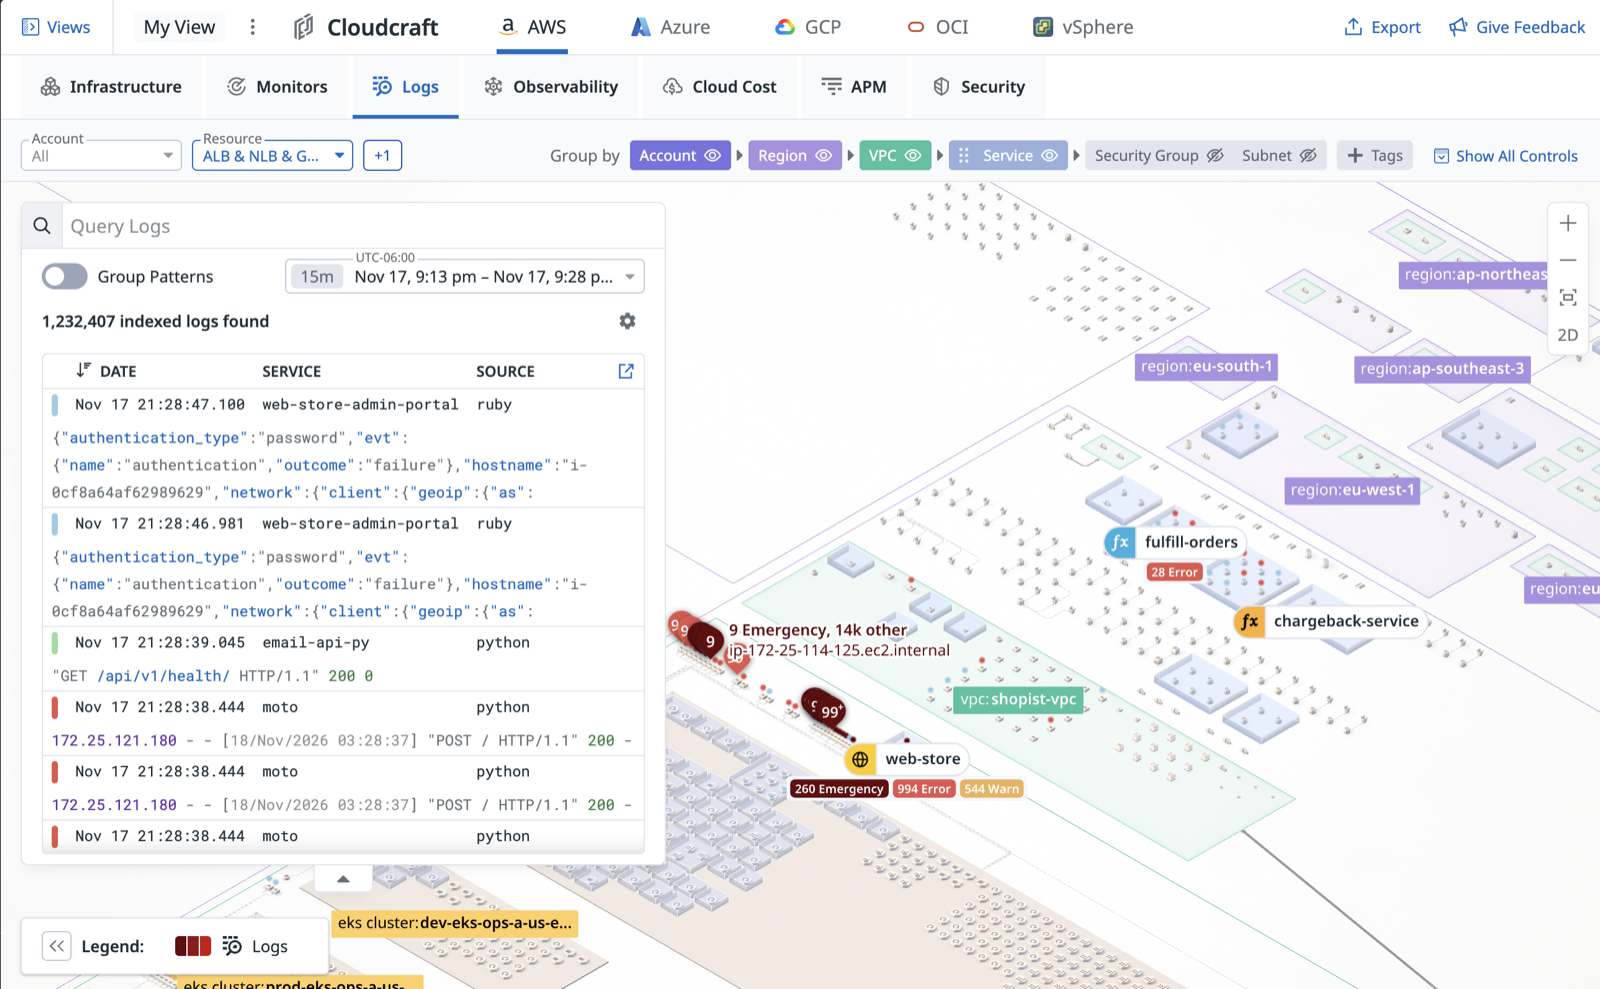 Views
My View
Cloudcraft
AWS
Azure
GCP
OCI
vSphere
Export
Give Feedback
Infrastructure
Monitors
Logs
Observability
Cloud Cost
APM
Security
Account
All
Resource
ALB & NLB & G...
+1
Group by
Account
Region
VPC
Service
Security Group
Subnet
+ Tags
Show All Controls
Query Logs
Group Patterns
UTC-06:00
15m Nov 17, 9:13 pm – Nov 17, 9:28 p...
1,232,407 indexed logs found
DATE SERVICE SOURCE
Nov 17 21:28:47.100 web-store-admin-portal ruby
{"authentication_type":"password","evt":
{"name":"authentication","outcome":"failure"},"hostname":"i-
0cf8a64af62989629","network":{"client":{"geoip":{"as":
Nov 17 21:28:46.981 web-store-admin-portal ruby
{"authentication_type":"password","evt":
{"name":"authentication","outcome":"failure"},"hostname":"i-
0cf8a64af62989629","network":{"client":{"geoip":{"as":
Nov 17 21:28:39.045 email-api-py python
"GET /api/v1/health/ HTTP/1.1" 200 0
Nov 17 21:28:38.444 moto python
172.25.121.180 - - [18/Nov/2026 03:28:37] "POST / HTTP/1.1" 200 -
Nov 17 21:28:38.444 moto python
172.25.121.180 - - [18/Nov/2026 03:28:37] "POST / HTTP/1.1" 200 -
Nov 17 21:28:38.444 moto python
region:ap-northeas
2D
region:eu-south-1
region:ap-southeast-3
region:eu-west-1
fx fulfill-orders
28 Error
region:eu
fx chargeback-service
9
9
9
9 Emergency, 14k other
ip-172-25-114-125.ec2.internal
vpc:shopist-vpc
99+
web-store
260 Emergency
994 Error
544 Warn
eks cluster:dev-eks-ops-a-us-e...
Legend:
Logs
eks cluster:prod-eks-ops-a-us-...